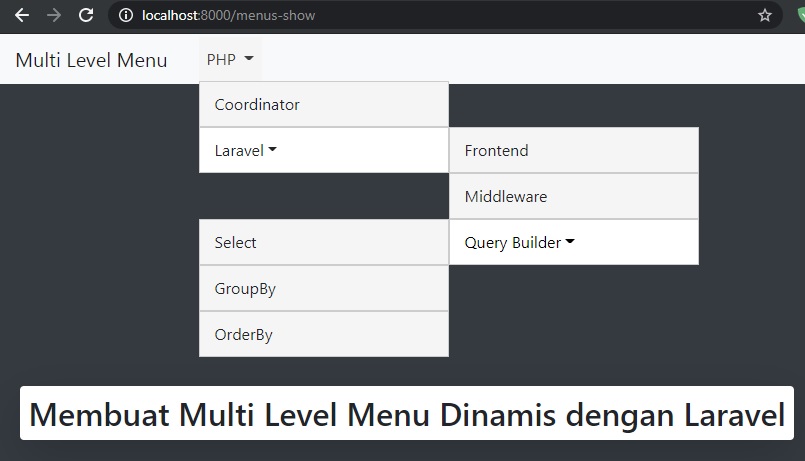 localhost:8000/menus-show
Multi Level Menu
PHP
Coordinator
Laravel
Frontend
Middleware
Select
Query Builder
GroupBy
OrderBy
Membuat Multi Level Menu Dinamis dengan Laravel